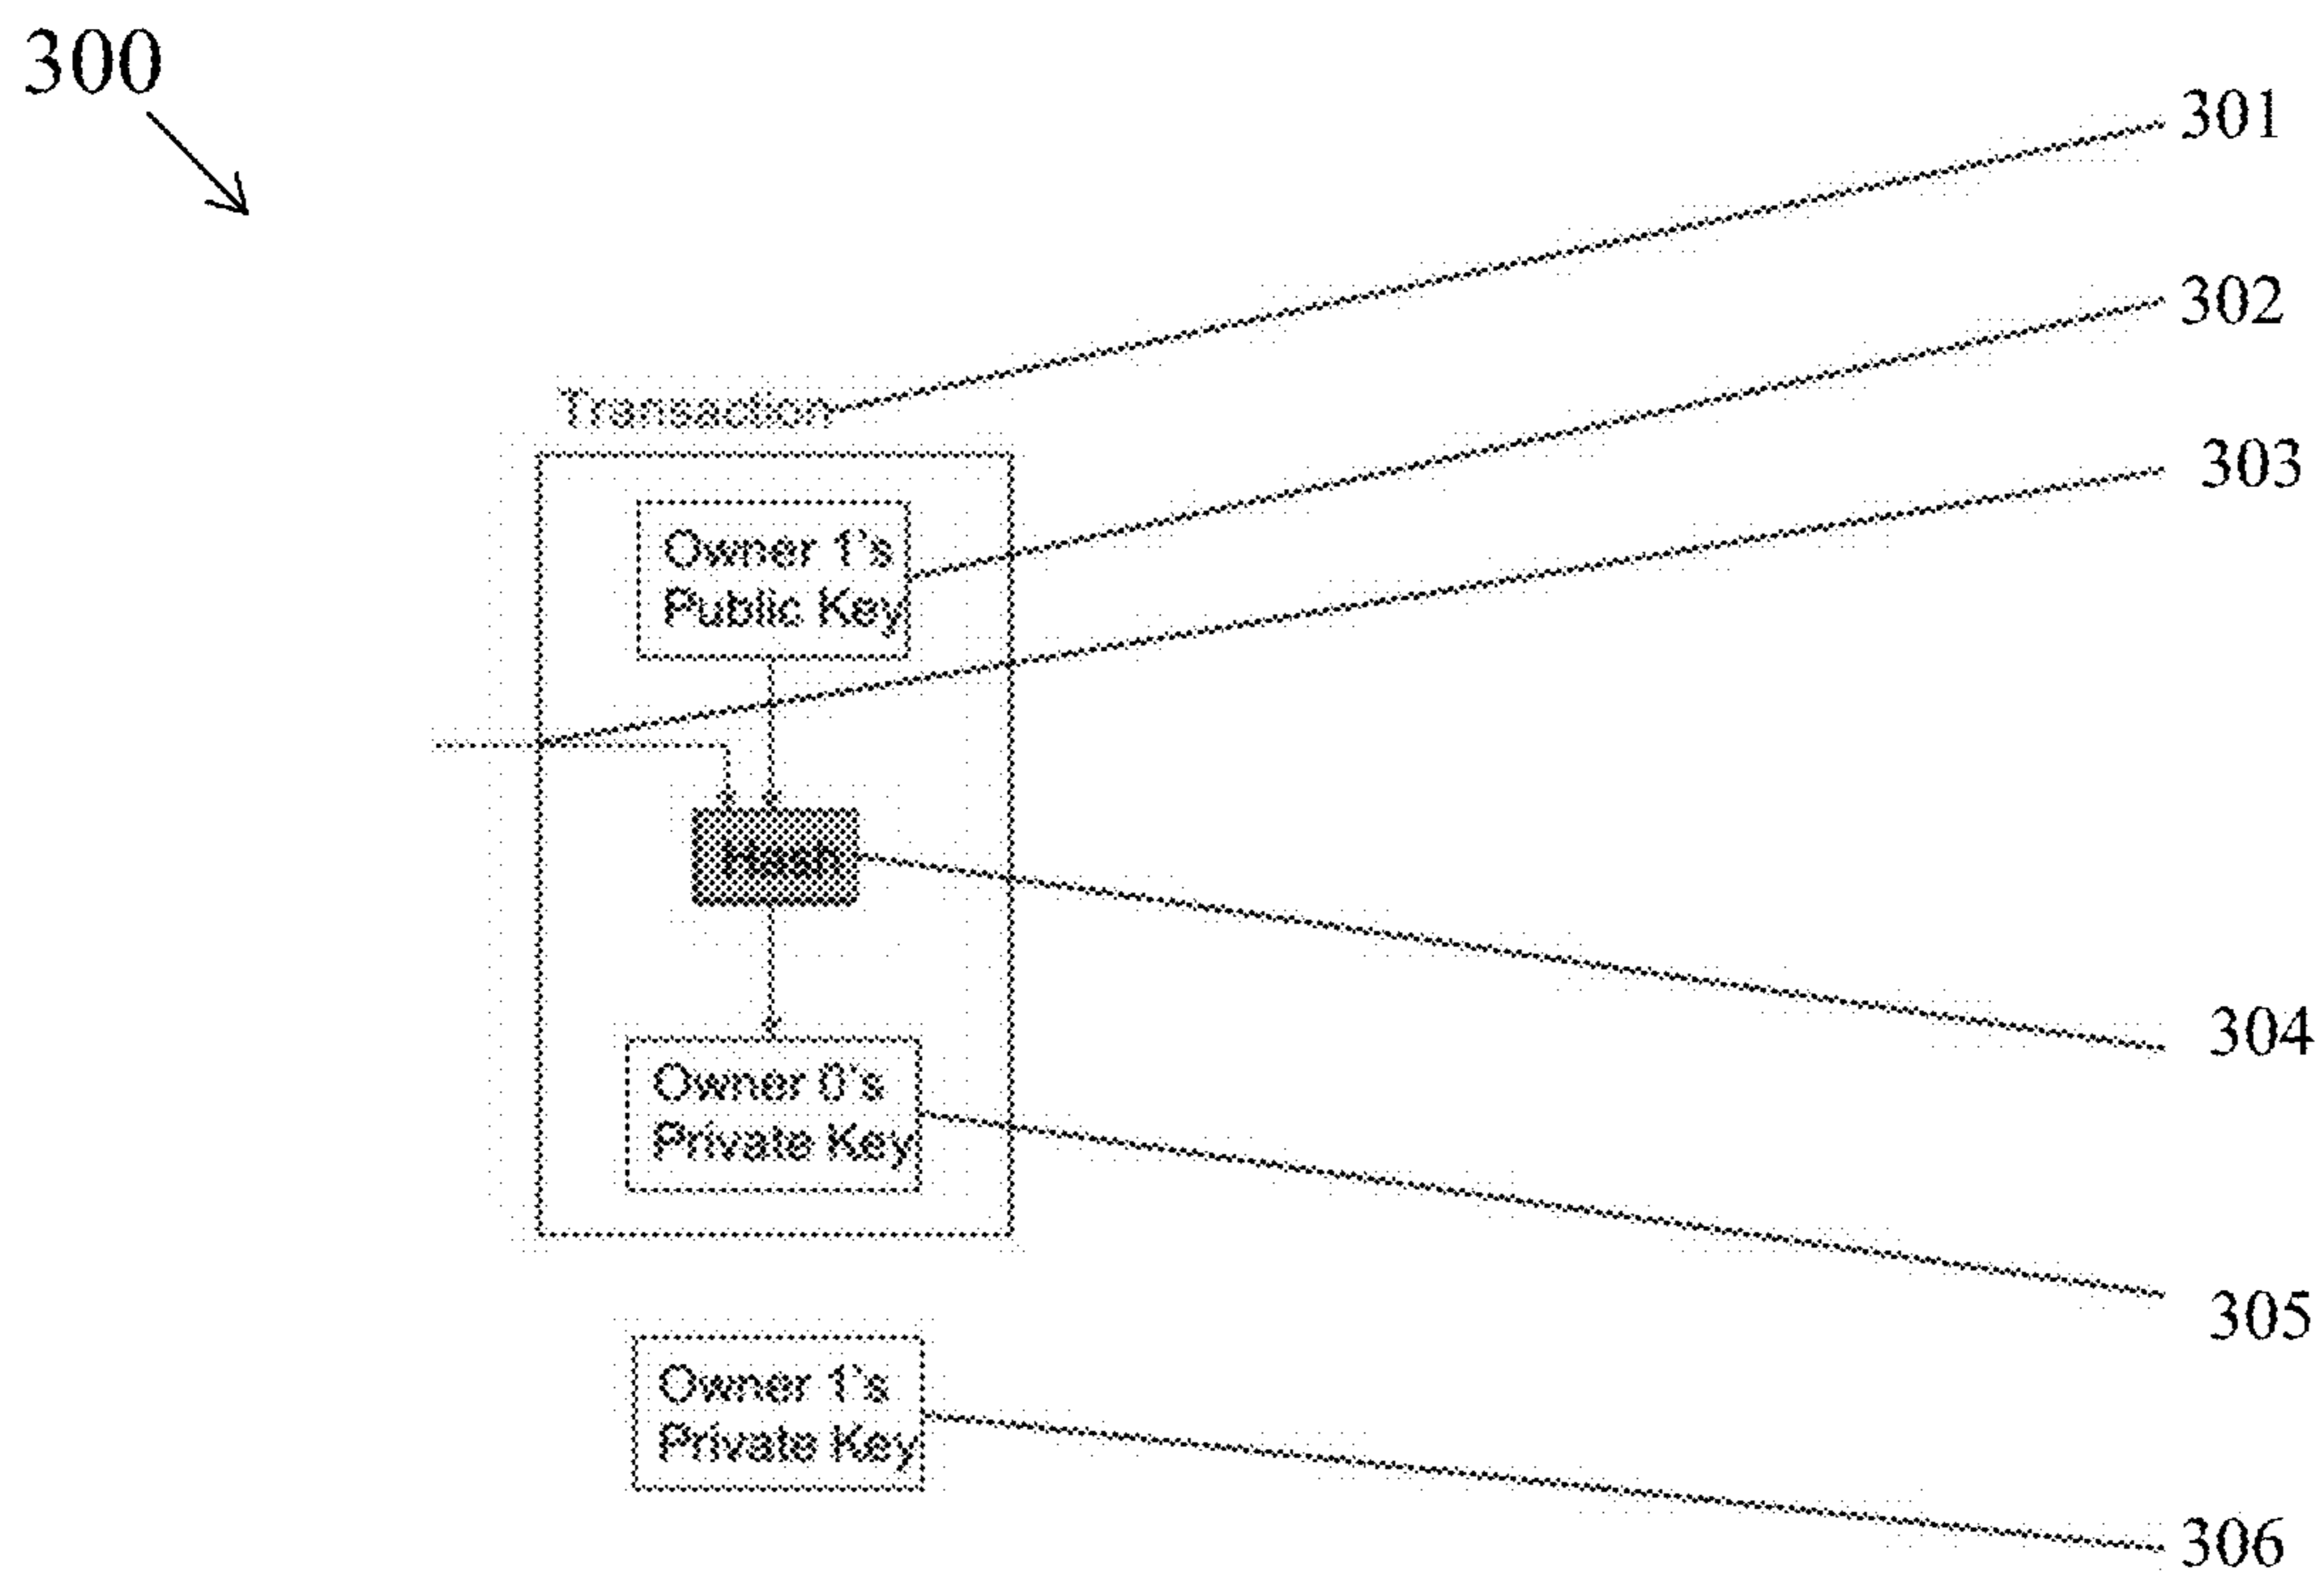 300
301
302
303
Transaction
Owner 1's
Public Key
Hash
304
Owner 0's
Private Key
305
Owner 1's
Private Key
306